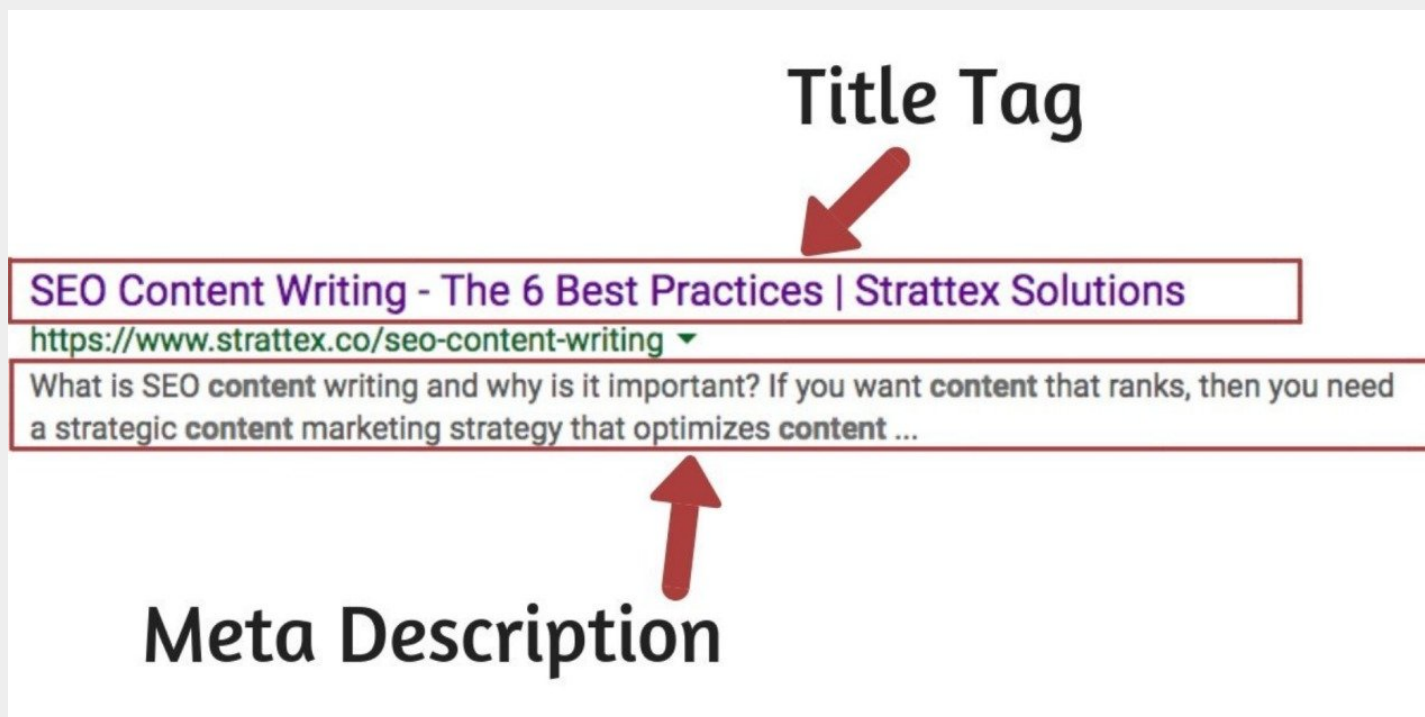 Title Tag
SEO Content Writing - The 6 Best Practices | Strattex Solutions
https://www.strattex.co/seo-content-writing
What is SEO content writing and why is it important? If you want content that ranks, then you need
a strategic content marketing strategy that optimizes content ...
Meta Description